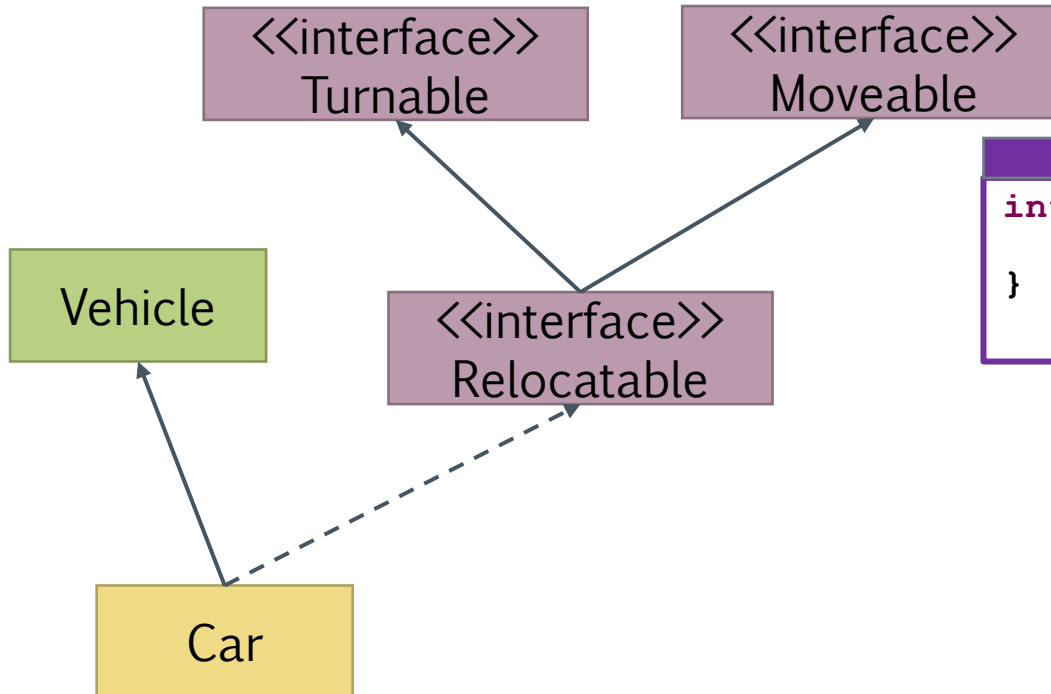 <<interface>>
Turnable
<<interface>>
Moveable
}
Vehicle
<<interface>>
Relocatable
Car